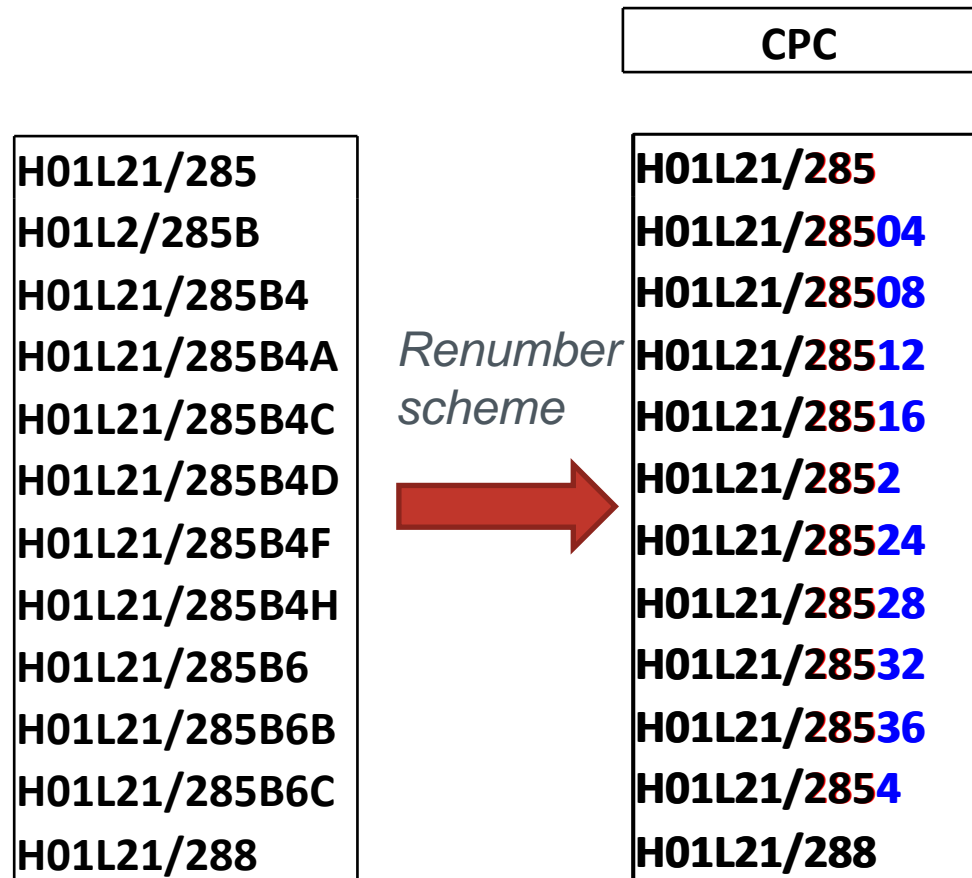 CPC
H01L21/285
H01L2/285B
H01L21/285B4
H01L21/285B4A
H01L21/285B4C
H01L21/285B4D
H01L21/285B4F
H01L21/285B4H
H01L21/285B6
H01L21/285B6B
H01L21/285B6C
H01L21/288
Renumber
scheme
H01L21/285
H01L21/28504
H01L21/28508
H01L21/28512
H01L21/28516
H01L21/2852
H01L21/28524
H01L21/28528
H01L21/28532
H01L21/28536
H01L21/2854
H01L21/288